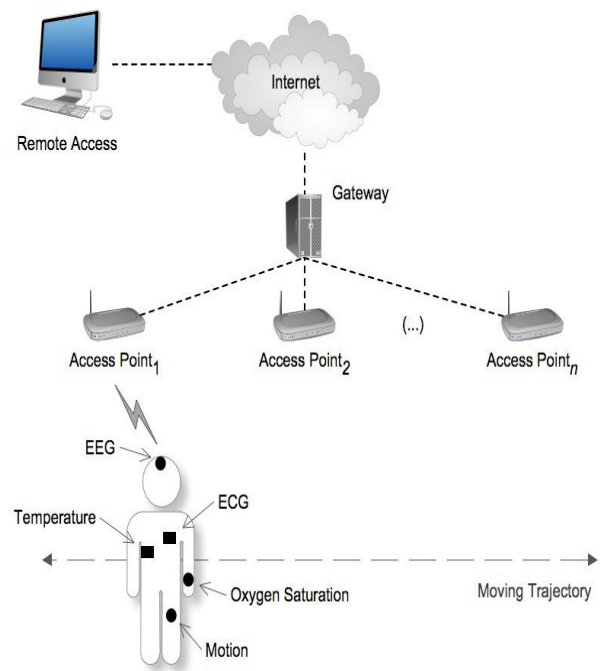 Internet
Remote Access
Gateway
(...)
Access Point1
Access Point2
Access Pointn
EEG
ECG
Temperature
Moving Trajectory
Oxygen Saturation
Motion